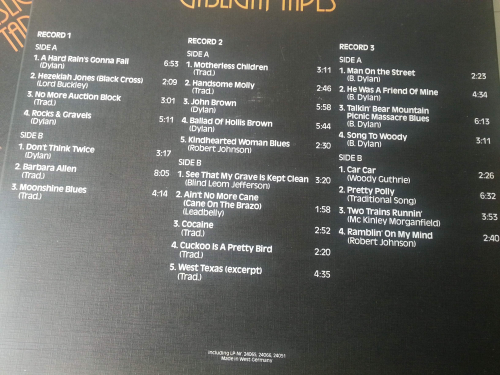 GASLIGHT TAPES
RECORD 1
SIDE A
1. A Hard Rain's Gonna Fall 6:53
(Dylan)
2. Hezekiah Jones (Black Cross) 2:09
(Lord Buckley)
3. No More Auction Block 3:01
(Trad.)
4. Rocks & Gravels 5:11
(Dylan)
SIDE B
1. Don't Think Twice 3:17
(Dylan)
2. Barbara Allen 8:05
(Trad.)
3. Moonshine Blues 4:14
(Trad.)
RECORD 2
SIDE A
1. Motherless Children 3:11
(Trad.)
2. Handsome Molly 2:46
(Trad.)
3. John Brown 5:58
(Dylan)
4. Ballad Of Hollis Brown 5:44
(Dylan)
5. Kindhearted Woman Blues 2:30
(Robert Johnson)
SIDE B
1. See That My Grave Is Kept Clean 3:20
(Blind Leom Jefferson)
2. Ain't No More Cane
(Cane On The Brazo) 1:58
(Leadbelly)
3. Cocaine 2:52
(Trad.)
4. Cuckoo Is A Pretty Bird 2:20
(Trad.)
5. West Texas (excerpt) 4:35
(Trad.)
RECORD 3
SIDE A
1. Man On the Street 2:23
(B. Dylan)
2. He Was A Friend Of Mine 4:34
(B. Dylan)
3. Talkin' Bear Mountain
Picnic Massacre Blues 6:13
(B. Dylan)
4. Song To Woody 3:11
(B. Dylan)
SIDE B
1. Car Car 2:26
(Woody Guthrie)
2. Pretty Polly 6:32
(Traditional Song)
3. Two Trains Runnin' 3:53
(Mc Kinley Morganfield)
4. Ramblin' On My Mind 2:40
(Robert Johnson)
Including LP Nr. 24065, 24066, 24051
Made in West Germany